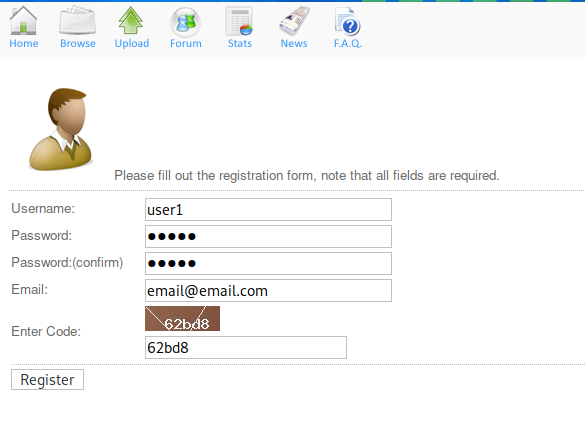 Home Browse Upload Forum Stats News F.A.Q.
Please fill out the registration form, note that all fields are required.
Username: user1
Password: ●●●●●
Password:(confirm) ●●●●●
Email: email@email.com
62bd8
Enter Code:
62bd8
Register